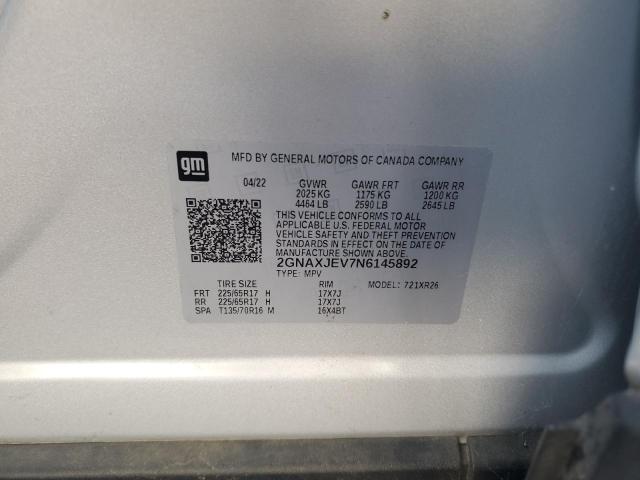 gm
MFD BY GENERAL MOTORS OF CANADA COMPANY
04/22 GVWR GAWR FRT GAWR RR
2025 KG 1175 KG 1200 KG
4464 LB 2590 LB 2645 LB
THIS VEHICLE CONFORMS TO ALL
APPLICABLE U.S. FEDERAL MOTOR
VEHICLE SAFETY AND THEFT PREVENTION
STANDARDS IN EFFECT ON THE DATE OF
MANUFACTURE SHOWN ABOVE.
2GNAXJEV7N6145892
TYPE: MPV
TIRE SIZE RIM MODEL: 721XR26
FRT 225/65R17 H 17X7J
RR 225/65R17 H 17X7J
SPA T135/70R16 M 16X4BT